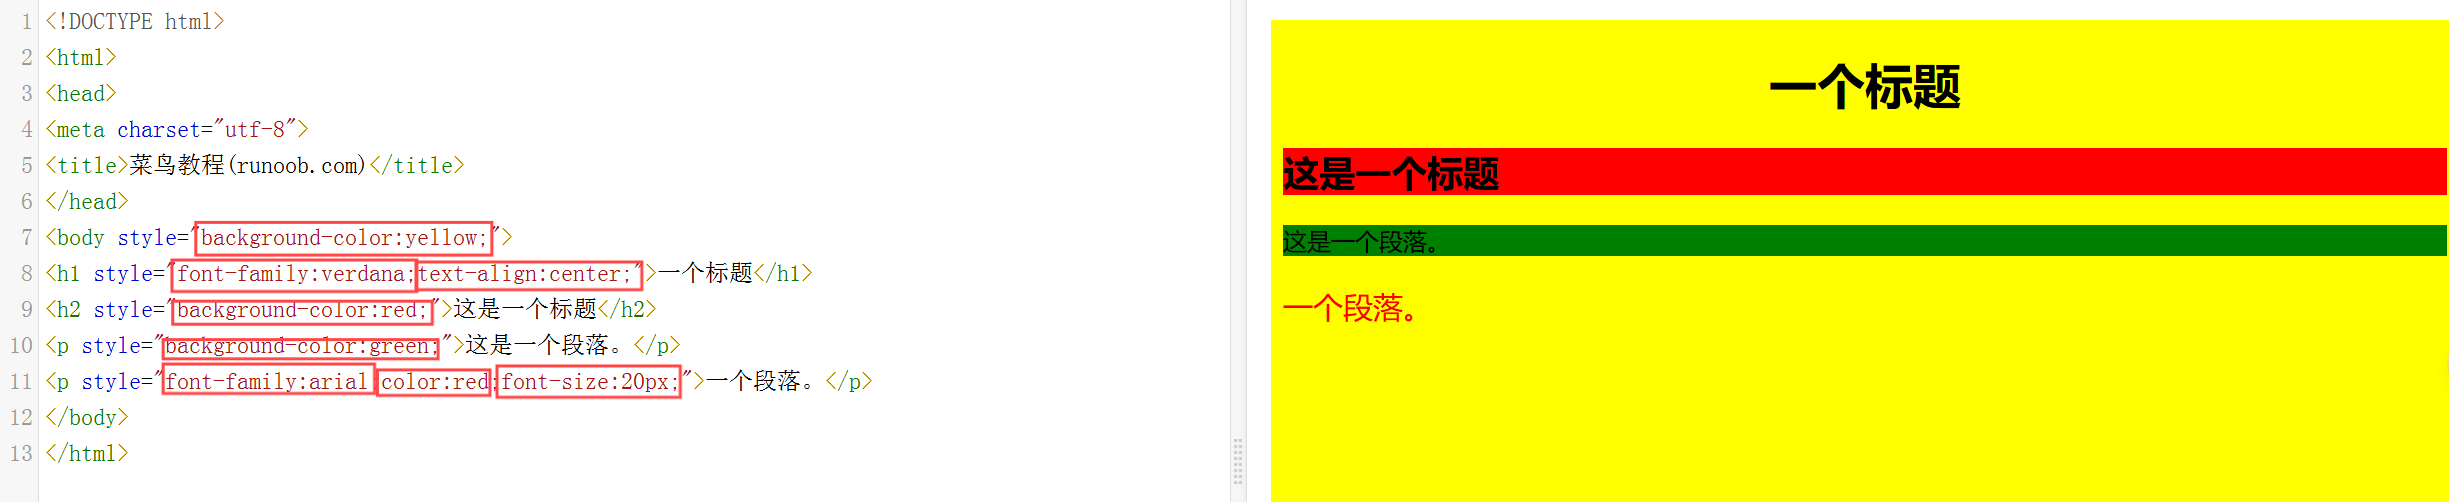 1 <!DOCTYPE html>
2 <html>
3 <head>
4 <meta charset="utf-8">
5 <title>菜鸟教程(runoob.com)</title>
6 </head>
7 <body style="background-color:yellow;">
8 <h1 style="font-family:verdana;text-align:center;">一个标题</h1>
9 <h2 style="background-color:red;">这是一个标题</h2>
10 <p style="background-color:green;">这是一个段落。</p>
11 <p style="font-family:arial;color:red;font-size:20px;">一个段落。</p>
12 </body>
13 </html>
一个标题
这是一个标题
这是一个段落。
一个段落。